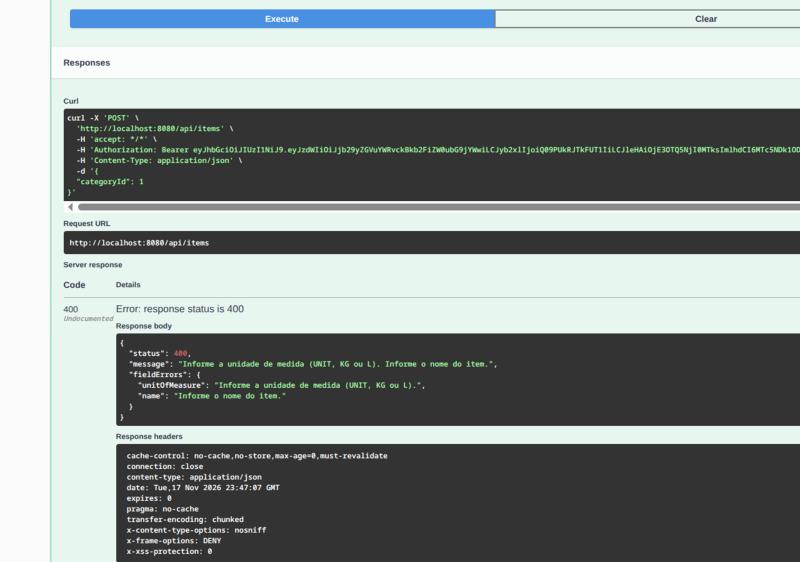 Execute
Clear
Responses
Curl
curl -X 'POST' \
'http://localhost:8080/api/items' \
-H 'accept: */*' \
-H 'Authorization: Bearer
-H 'Content-Type: application/json' \
-d '{
"categoryId": 1
}'
Request URL
http://localhost:8080/api/items
Server response
Code
Details
400
Undocumented
Error: response status is 400
Response body
{
"status": 400,
"message": "Informe a unidade de medida (UNIT, KG ou L). Informe o nome do item.",
"fieldErrors": {
"unitOfMeasure": "Informe a unidade de medida (UNIT, KG ou L).",
"name": "Informe o nome do item."
}
}
Response headers
cache-control: no-cache,no-store,max-age=0,must-revalidate
connection: close
content-type: application/json
date: Tue,17 Nov 2026 23:47:07 GMT
expires: 0
pragma: no-cache
transfer-encoding: chunked
x-content-type-options: nosniff
x-frame-options: DENY
x-xss-protection: 0